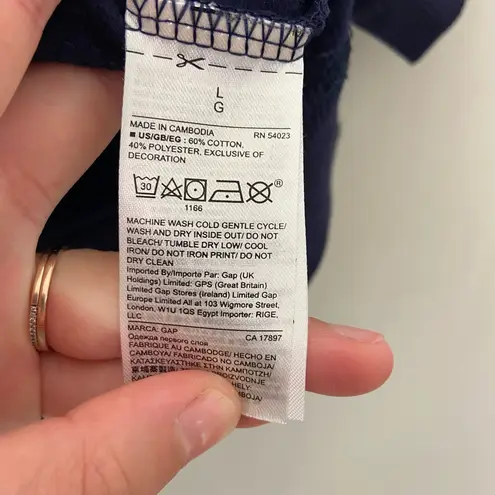 L
G
MADE IN CAMBODIA RN 54023
■ US/GB/EG : 60% COTTON,
40% POLYESTER, EXCLUSIVE OF
DECORATION
30 ®
1166
MACHINE WASH COLD GENTLE CYCLE/
WASH AND DRY INSIDE OUT/ DO NOT
BLEACH/ TUMBLE DRY LOW/ COOL
IRON/ DO NOT IRON PRINT/ DO NOT
DRY CLEAN
Imported By/Importe Par: Gap (UK
Holdings) Limited: GPS (Great Britain)
Limited Gap Stores (Ireland) Limited Gap
Europe Limited All at 103 Wigmore Street,
London, W1U 1QS Egypt Importer: RIGE,
LLC
MARCA: GAP CA 17897
Одежда первого слоя
FABRIQUE AU CAMBODGE/ HECHO EN
CAMBOYA/ FABRICADO NO CAMBOJA/
ΚΑΤΑΣΚΕΥΑΣΤΗΚΕ ΣΤΗΝ ΚΑΜΠΟΤΖΗ/